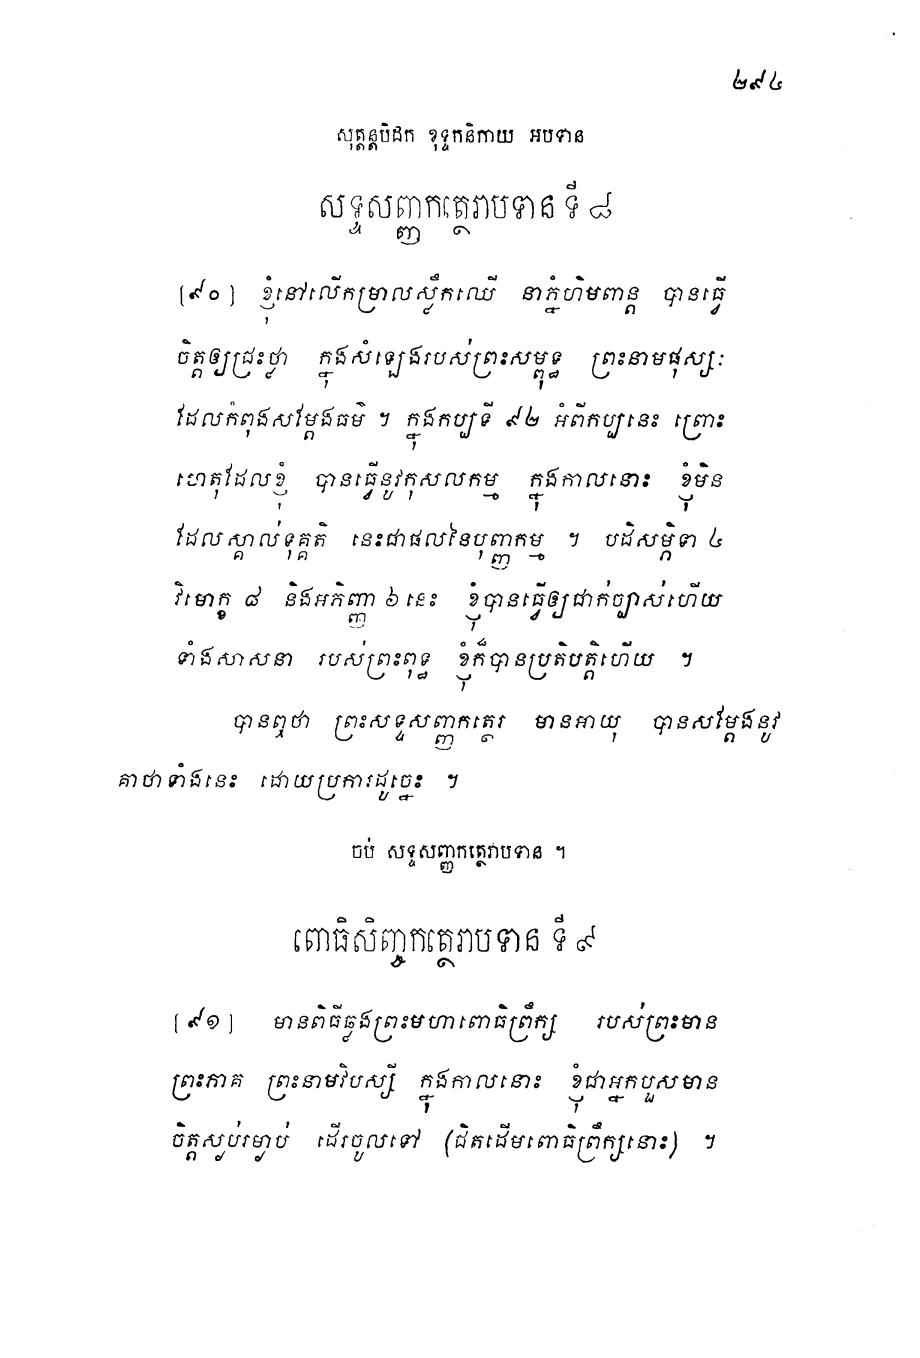 ២៩៤
សុត្តន្តបិដក ខុទ្ទកនិកាយ អបទាន
សទ្ទសញ្ញកត្ថេរាបទាន ទី ៨
[៩០] ខ្ញុំនៅលើកម្រាលស្លឹកឈើ នាភ្នំហិមពាន្ត បានធ្វើ
ចិត្តឲ្យជ្រះថ្លា ក្នុងសំឡេងរបស់ព្រះសម្ពុទ្ធ ព្រះនាមផុស្សៈ
ដែលកំពុងសម្តែងធម៌ ។ ក្នុងកប្បទី ៩២ អំពីកប្បនេះ ព្រោះ
ហេតុដែលខ្ញុំ បានធ្វើនូវកុសលកម្ម ក្នុងកាលនោះ ខ្ញុំមិន
ដែលស្គាល់ទុគ្គតិ នេះជាផលនៃបុញ្ញកម្ម ។ បដិសម្ភិទា ៤
វិមោក្ខ ៨ និងអភិញ្ញា ៦ នេះ ខ្ញុំបានធ្វើឲ្យជាក់ច្បាស់ហើយ
ទាំងសាសនា របស់ព្រះពុទ្ធ ខ្ញុំក៏បានប្រតិបត្តិហើយ ។
បានឮថា ព្រះសទ្ទសញ្ញកត្ថេរ មានអាយុ បានសម្តែងនូវ
គាថាទាំងនេះ ដោយប្រការដូច្នេះ ។
ចប់ សទ្ទសញ្ញកត្ថេរាបទាន ។
ពោធិសិញ្ចកត្ថេរាបទាន ទី ៩
[៩១] មានពិធីឆ្លងព្រះមហាពោធិព្រឹក្ស របស់ព្រះមាន
ព្រះភាគ ព្រះនាមវិបស្សី ក្នុងកាលនោះ ខ្ញុំជាអ្នកបួសមាន
ចិត្តស្លប់រម្ងាប់ ដើរចូលទៅ (ជិតដើមពោធិព្រឹក្សនោះ) ។